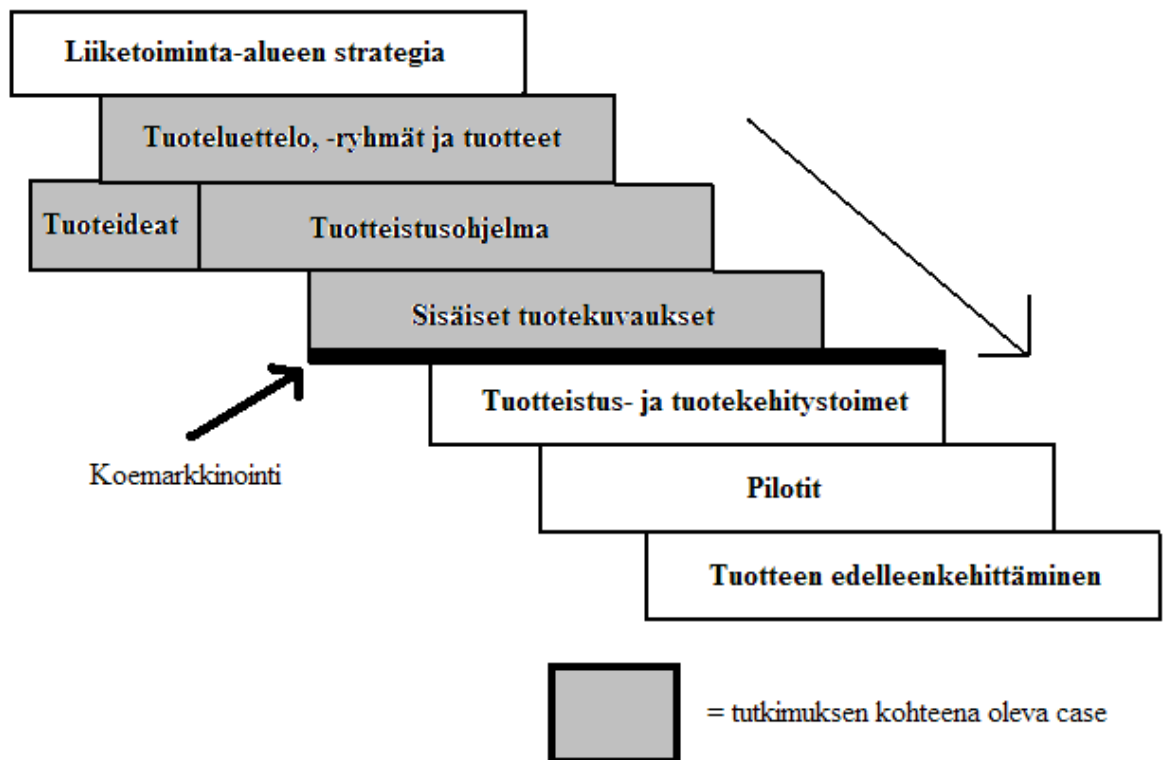 Liiketoiminta-alueen strategia
Tuoteluettelo, -ryhmät ja tuotteet
Tuoteideat
Tuotteistusohjelma
Sisäiset tuotekuvaukset
Tuotteistus- ja tuotekehitystoimet
Koemarkkinointi
Pilotit
Tuotteen edelleenkehittäminen
= tutkimuksen kohteena oleva case